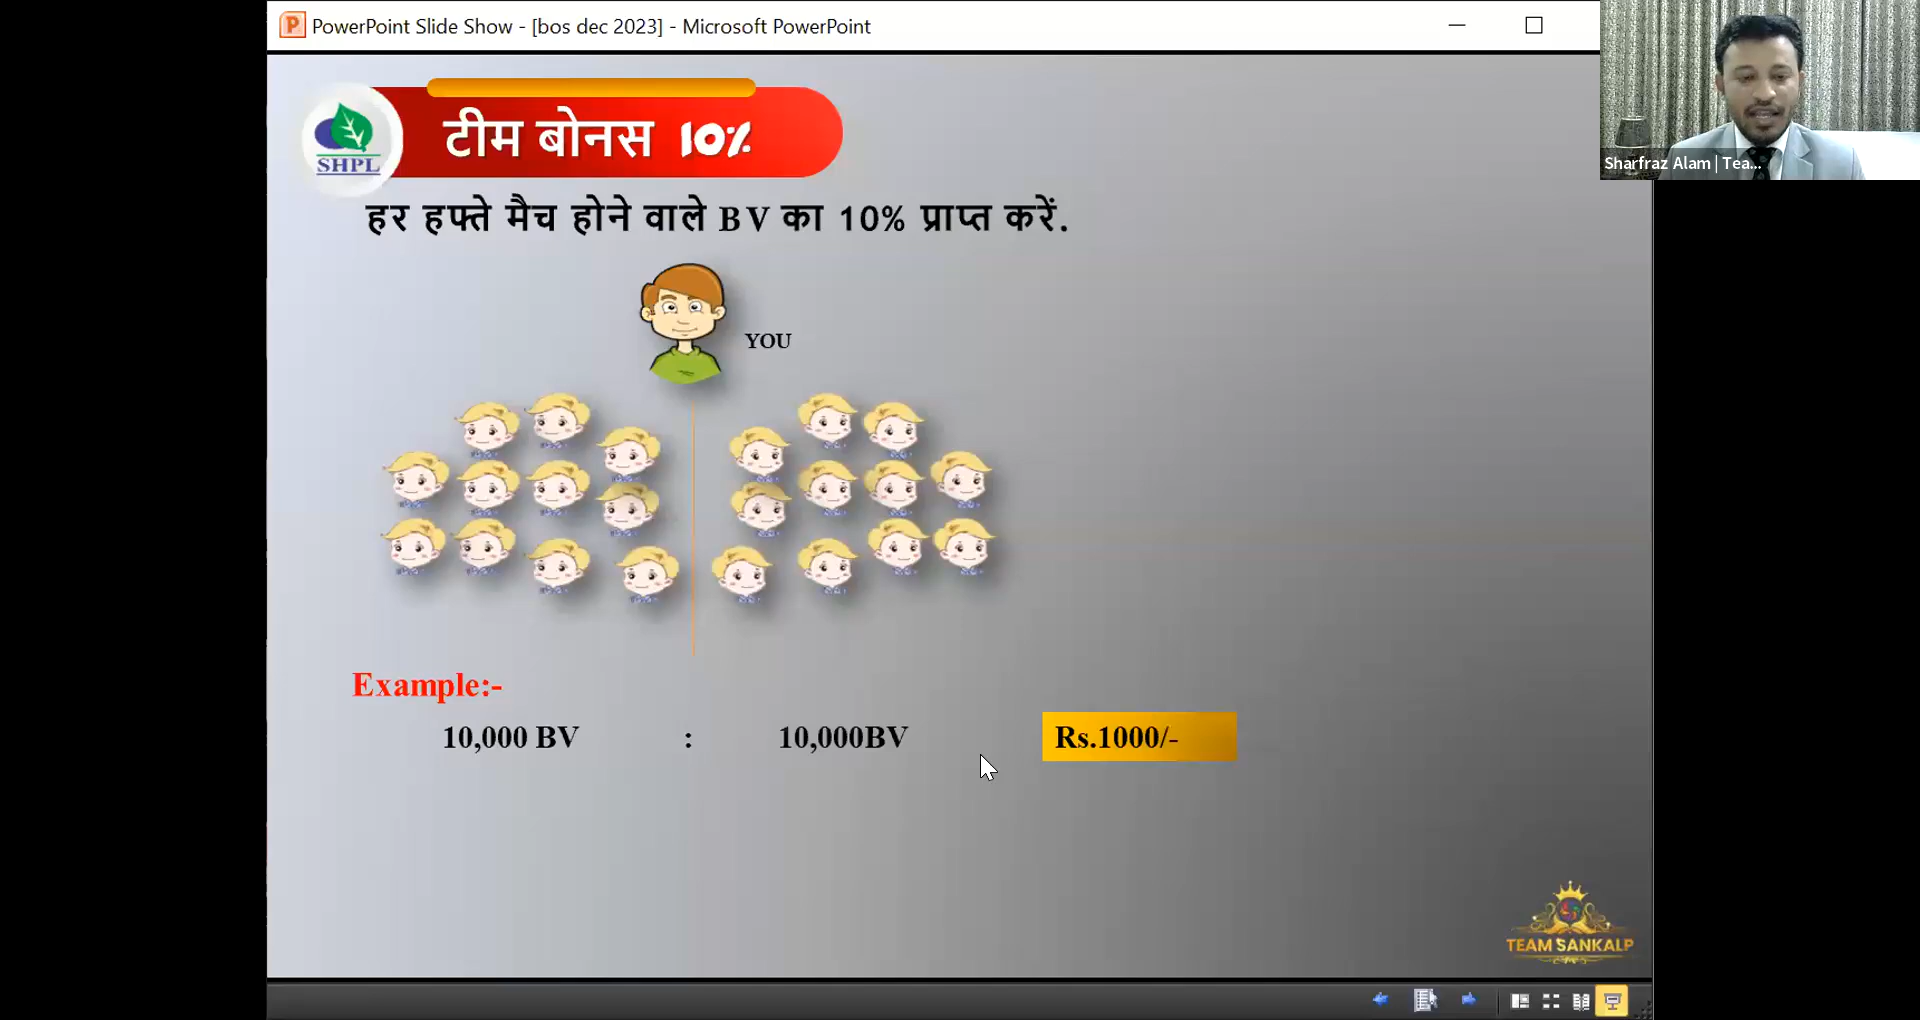 PowerPoint Slide Show - [bos dec 2023] - Microsoft PowerPoint
Sharfraz Alam | Tea...
SHPL
टीम बोनस 10%
हर हफ्ते मैच होने वाले BV का 10% प्राप्त करें.
YOU
Example:-
10,000 BV : 10,000BV Rs.1000/-
TEAM SANKALP